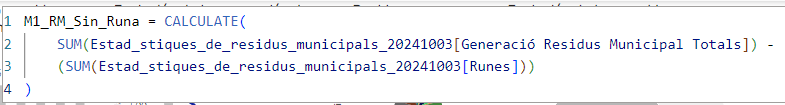 1 M1_RM_Sin_Runa = CALCULATE(
2 SUM(Estad_stiques_de_residus_municipals_20241003[Generació Residus Municipal Totals]) -
3 (SUM(Estad_stiques_de_residus_municipals_20241003[Runes]))
4 )